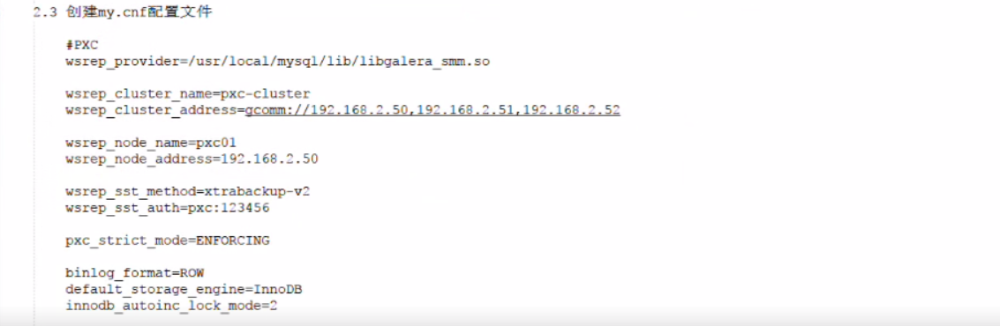 2.3 创建my.cnf配置文件
#PXC
wsrep_provider=/usr/local/mysql/lib/libgalera_smm.so
wsrep_cluster_name=pxc-cluster
wsrep_cluster_address=gcomm://192.168.2.50,192.168.2.51,192.168.2.52
wsrep_node_name=pxc01
wsrep_node_address=192.168.2.50
wsrep_sst_method=xtrabackup-v2
wsrep_sst_auth=pxc:123456
pxc_strict_mode=ENFORCING
binlog_format=ROW
default_storage_engine=InnoDB
innodb_autoinc_lock_mode=2